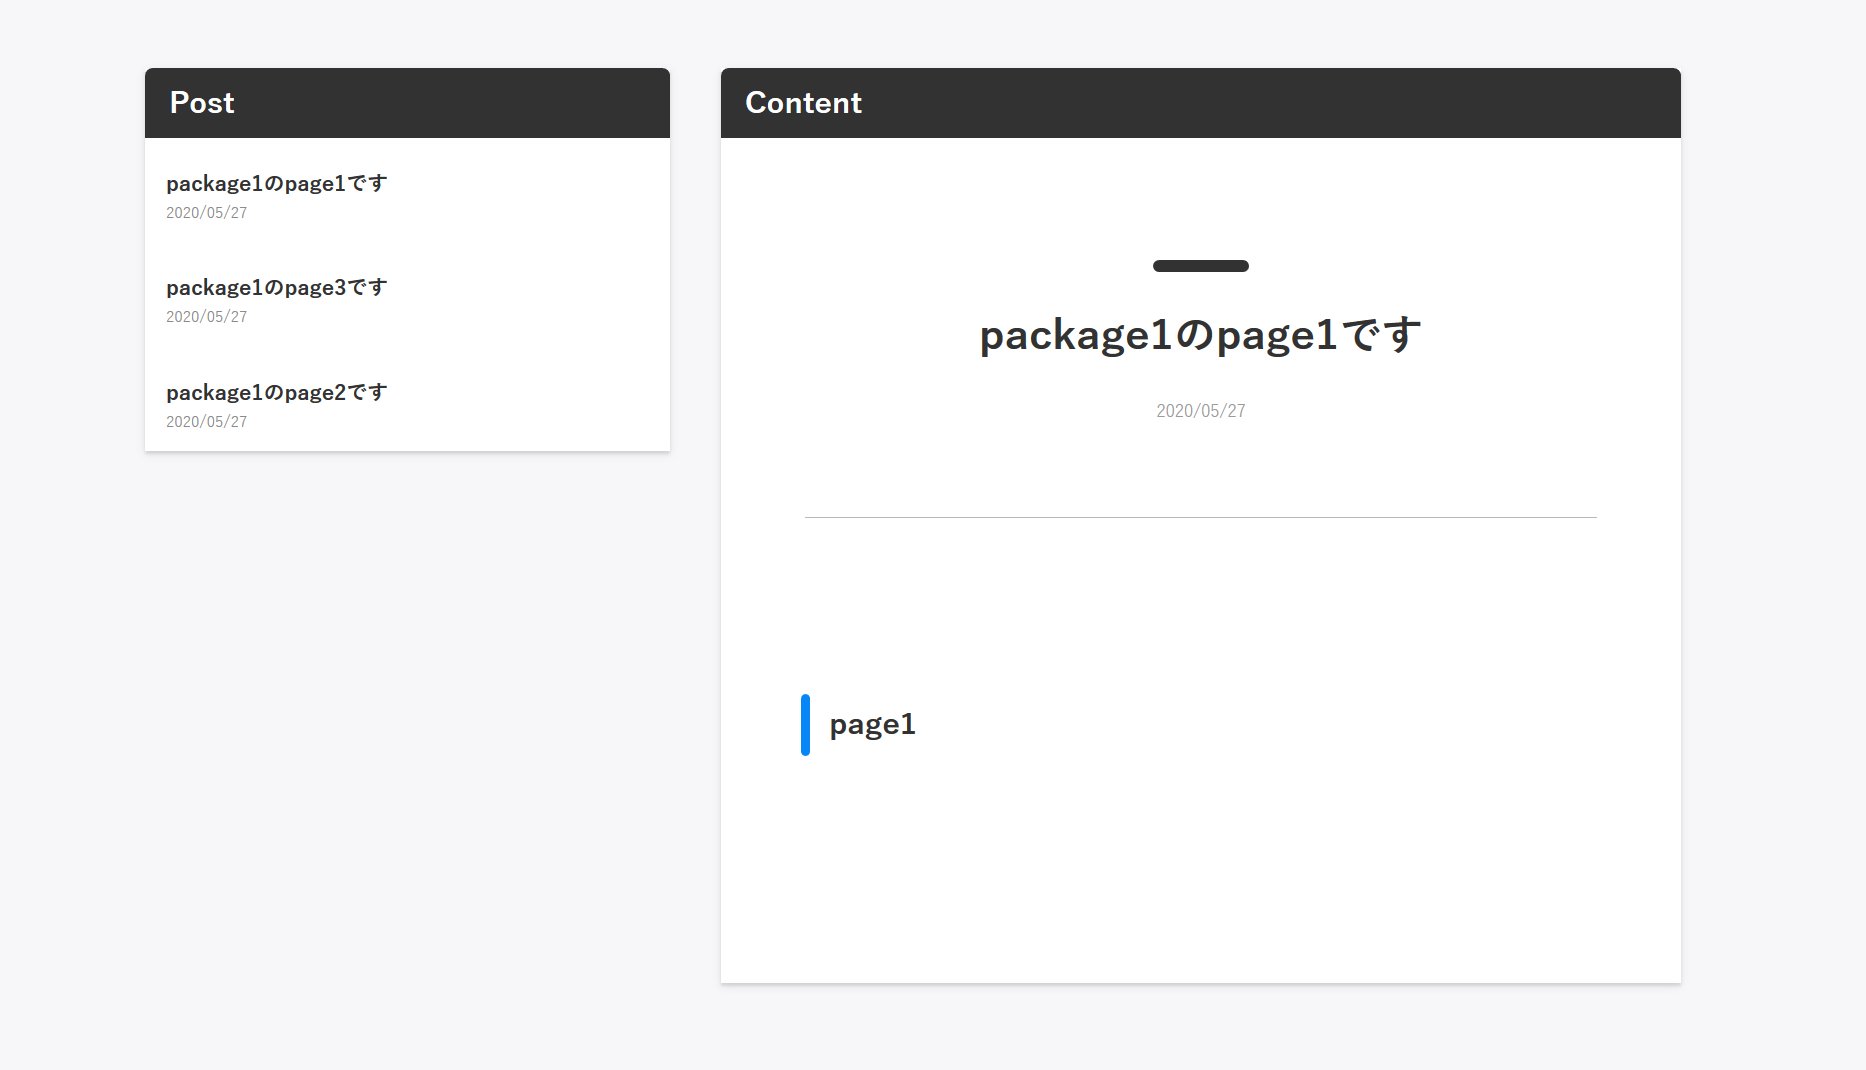 Post
package1のpage1です
2020/05/27
package1のpage3です
2020/05/27
package1のpage2です
2020/05/27
Content
package1のpage1です
2020/05/27
page1